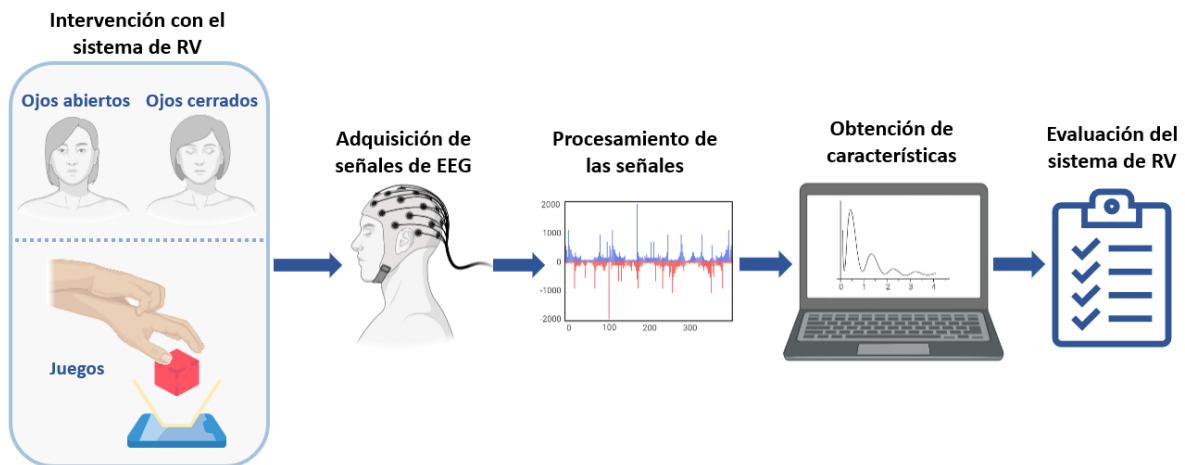 Intervención con el
sistema de RV
Ojos abiertos
Ojos cerrados
Juegos
Adquisición de
señales de EEG
Procesamiento de
las señales
2000
1000
0
-1000
-2000
0
100
200
300
Obtención de
características
0
1
2
3
4
Evaluación del
sistema de RV